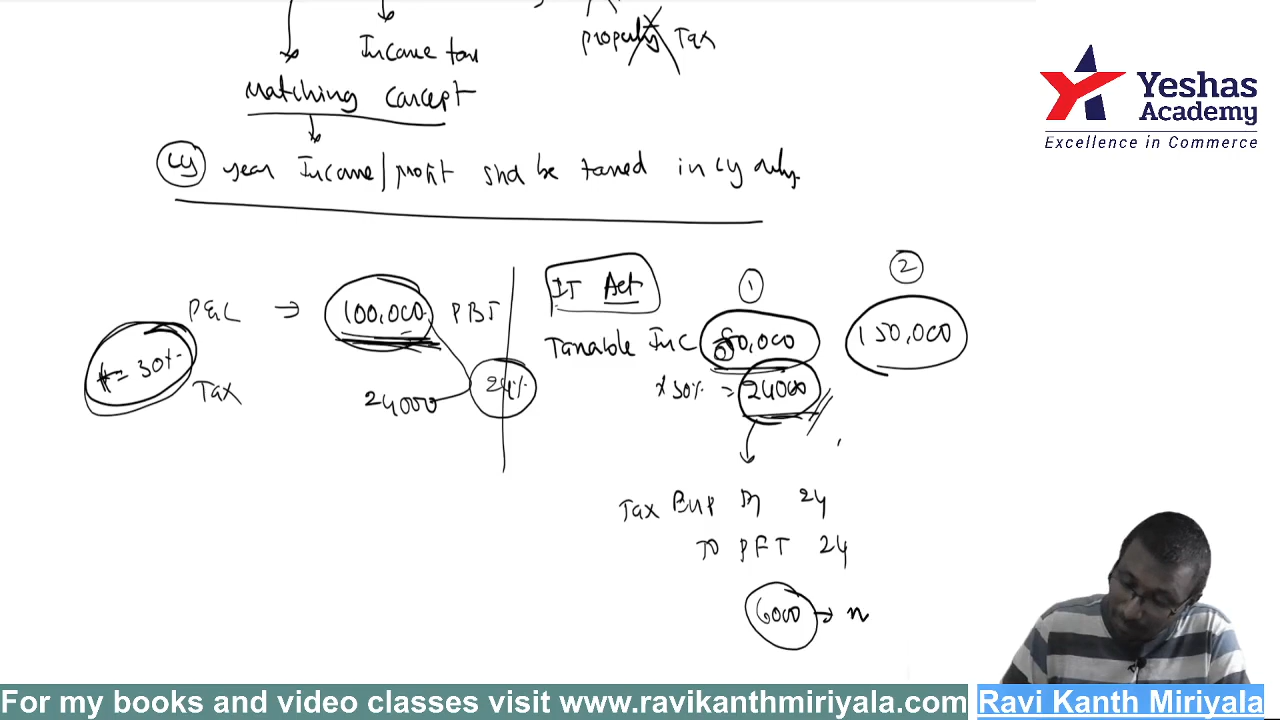 Income tax
property Tax
Matching concept
cy year Income/profit shd be taxed in cy only.
IT Act
1
2
P&L → 100,000 PBT
Taxable Inc 80,000
150,000
t = 30%
Tax
24000
24%
x 30% = 24000
Tax Exp Dr 24
To PFT 24
6000 →
Yeshas
Academy
Excellence in Commerce
For my books and video classes visit www.ravikanthmiriyala.com
Ravi Kanth Miriyala